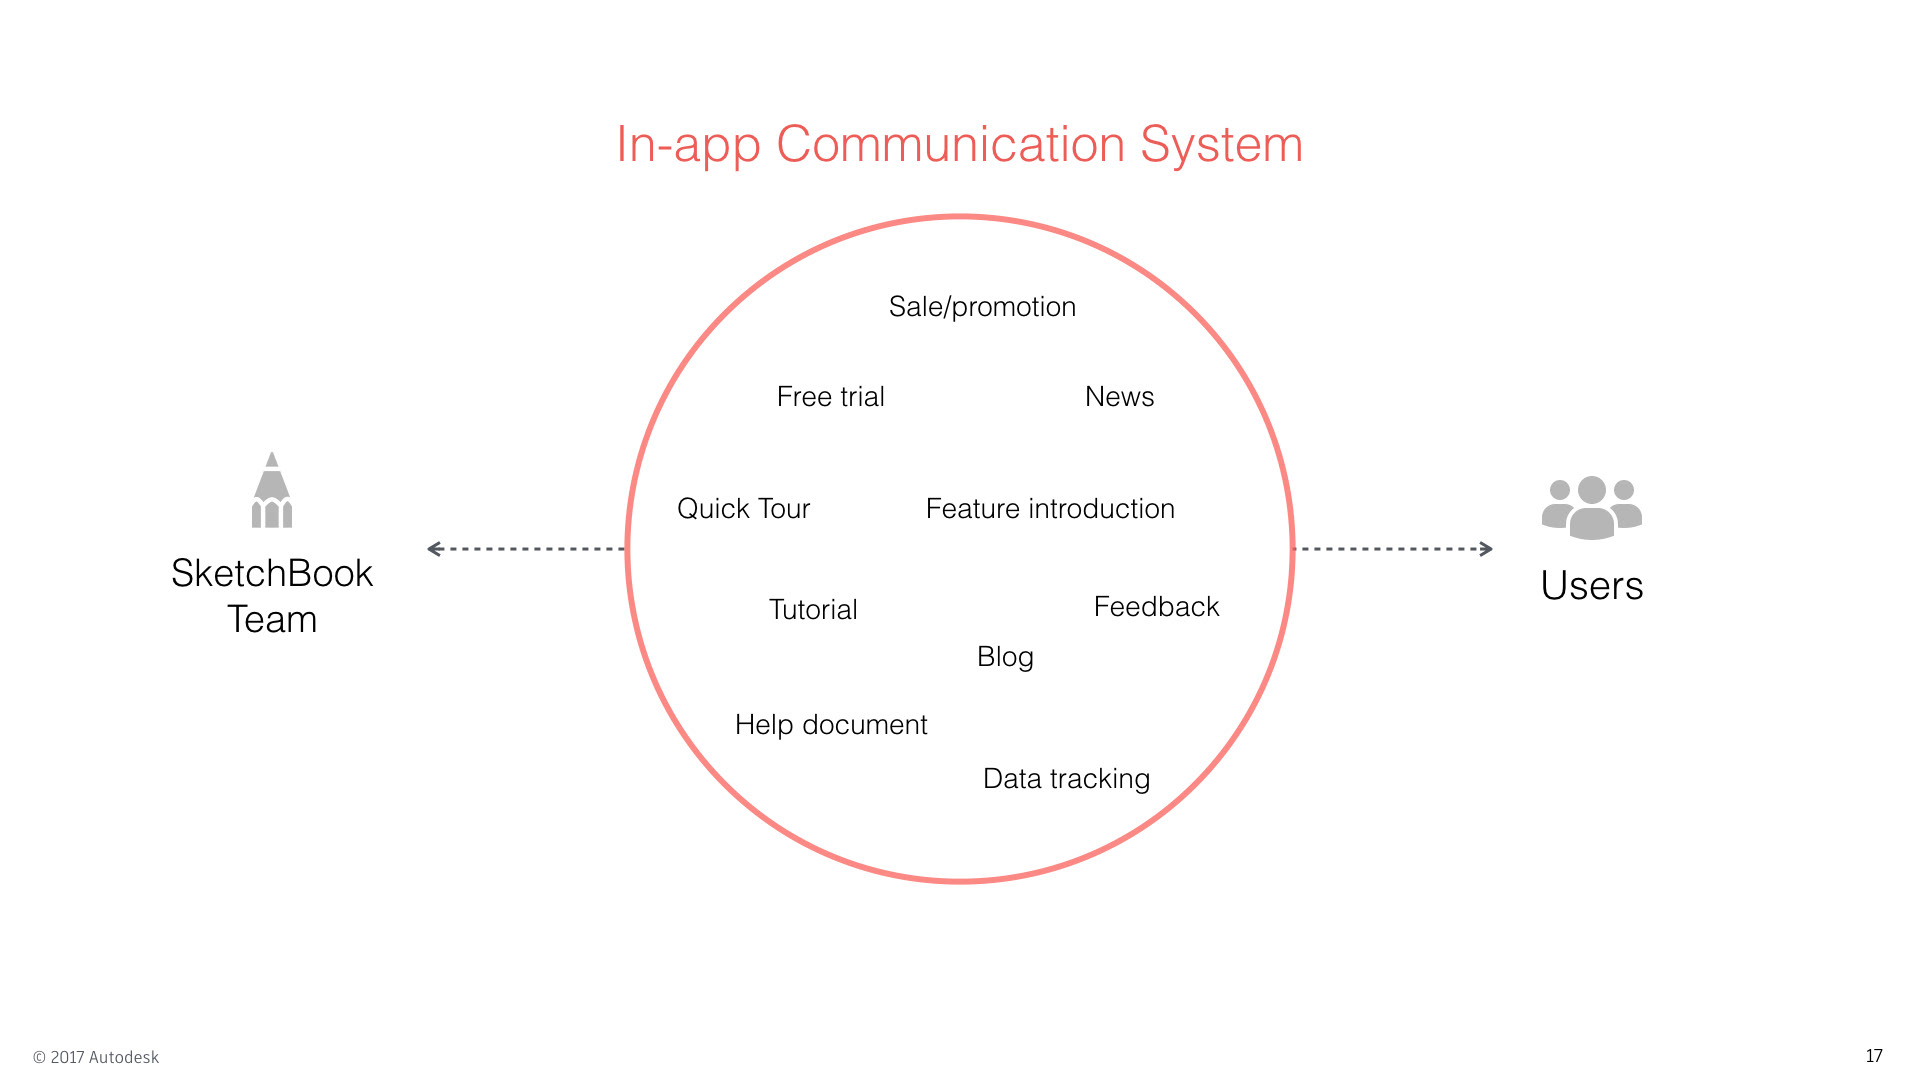 In-app Communication System
Sale/promotion
Free trial
News
Quick Tour
Feature introduction
SketchBook
Team
Users
Tutorial
Feedback
Blog
Help document
Data tracking
© 2017 Autodesk
17